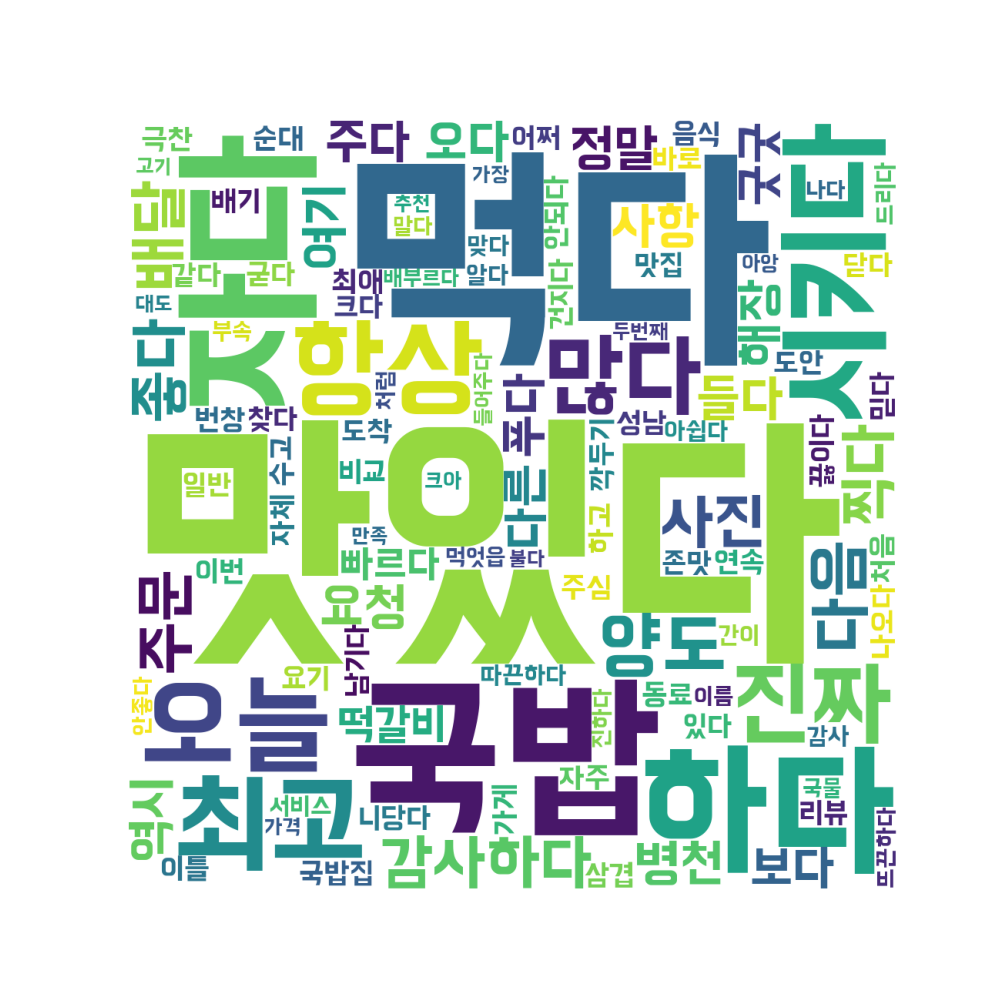 극찬
순대
주다
오다
어쩌
정말
음식
굿굿
시키다
고기
배기
자다
먹다
가장
바로
나다
드리다
배달
여기
추천
말다
안되다
사항
같다
굳다
최애
맞다
배부르다
알다
건지다
맛집
아암
닫다
대도
크다
부속
좋다
항상
처럼
들어주다
많다
두번째
해장
도안
들다
믿다
번창
찾다
도착
푸다
성남
아쉽다
맛있다
일반
자체
수고
비교
크아
다른
깍두기
끓이다
찍다
하고
사진
만족
이번
빠르다
먹엇읍
불다
존맛
연속
다음
처음
주문
요청
주심
양도
간이
나오다
안좋다
오늘
요기
남기다
따끈하다
진짜
떡갈비
국밥
진하다
동료
이름
있다
감사
역시
최고
서비스
가격
니당다
가게
자주
하다
국물
리뷰
이틀
국밥집
감사하다
삼겹
병천
보다
뜨끈하다